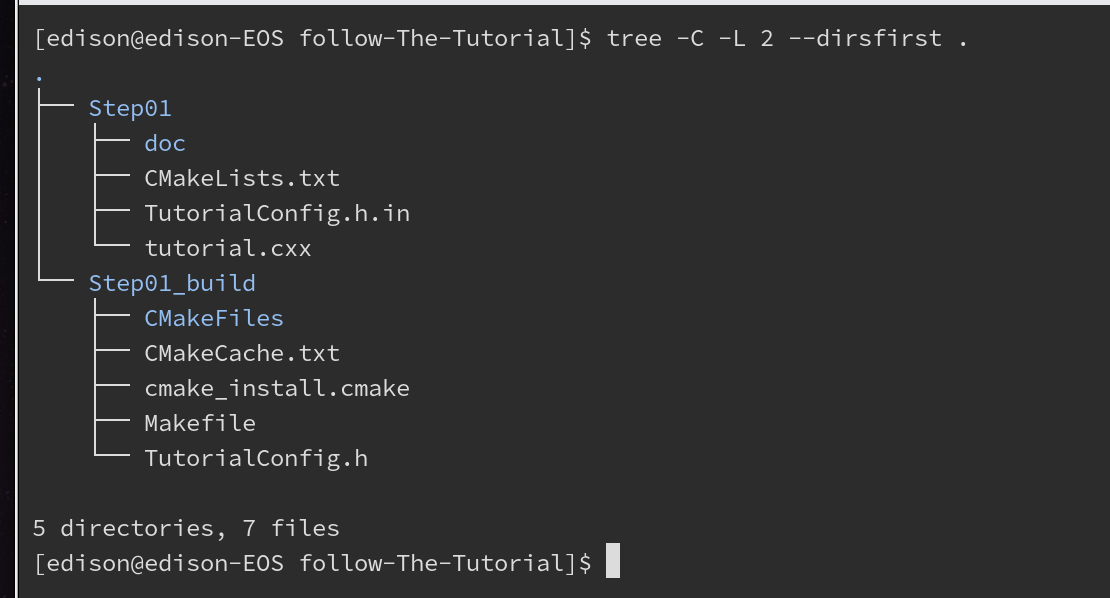 [edison@edison-EOS follow-The-Tutorial]$ tree -C -L 2 --dirsfirst .
.
├── Step01
│   ├── doc
│   ├── CMakeLists.txt
│   ├── TutorialConfig.h.in
│   └── tutorial.cxx
└── Step01_build
    ├── CMakeFiles
    ├── CMakeCache.txt
    ├── cmake_install.cmake
    ├── Makefile
    └── TutorialConfig.h
5 directories, 7 files
[edison@edison-EOS follow-The-Tutorial]$